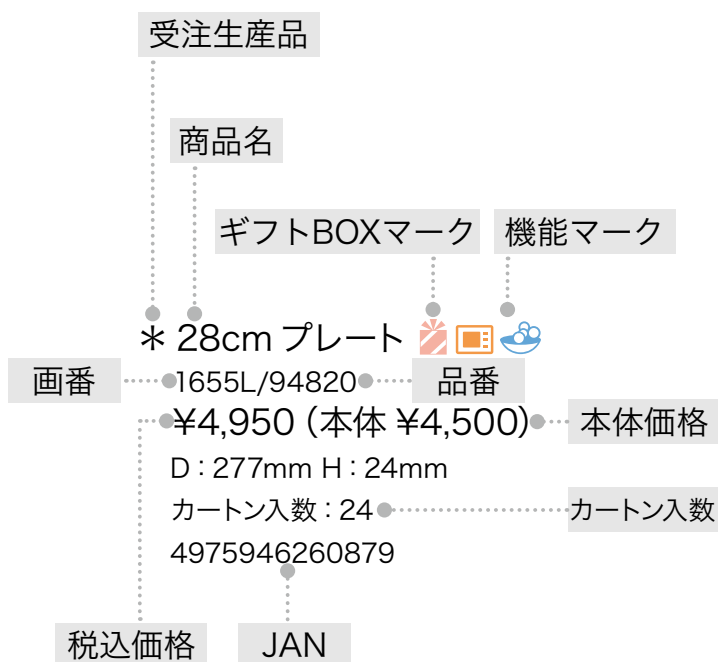 受注生産品
商品名
ギフトBOXマーク 機能マーク
＊ 28cm プレート
画番 1655L/94820 品番
¥4,950（本体 ¥4,500） 本体価格
D：277mm H：24mm
カートン入数：24 カートン入数
4975946260879
税込価格 JAN